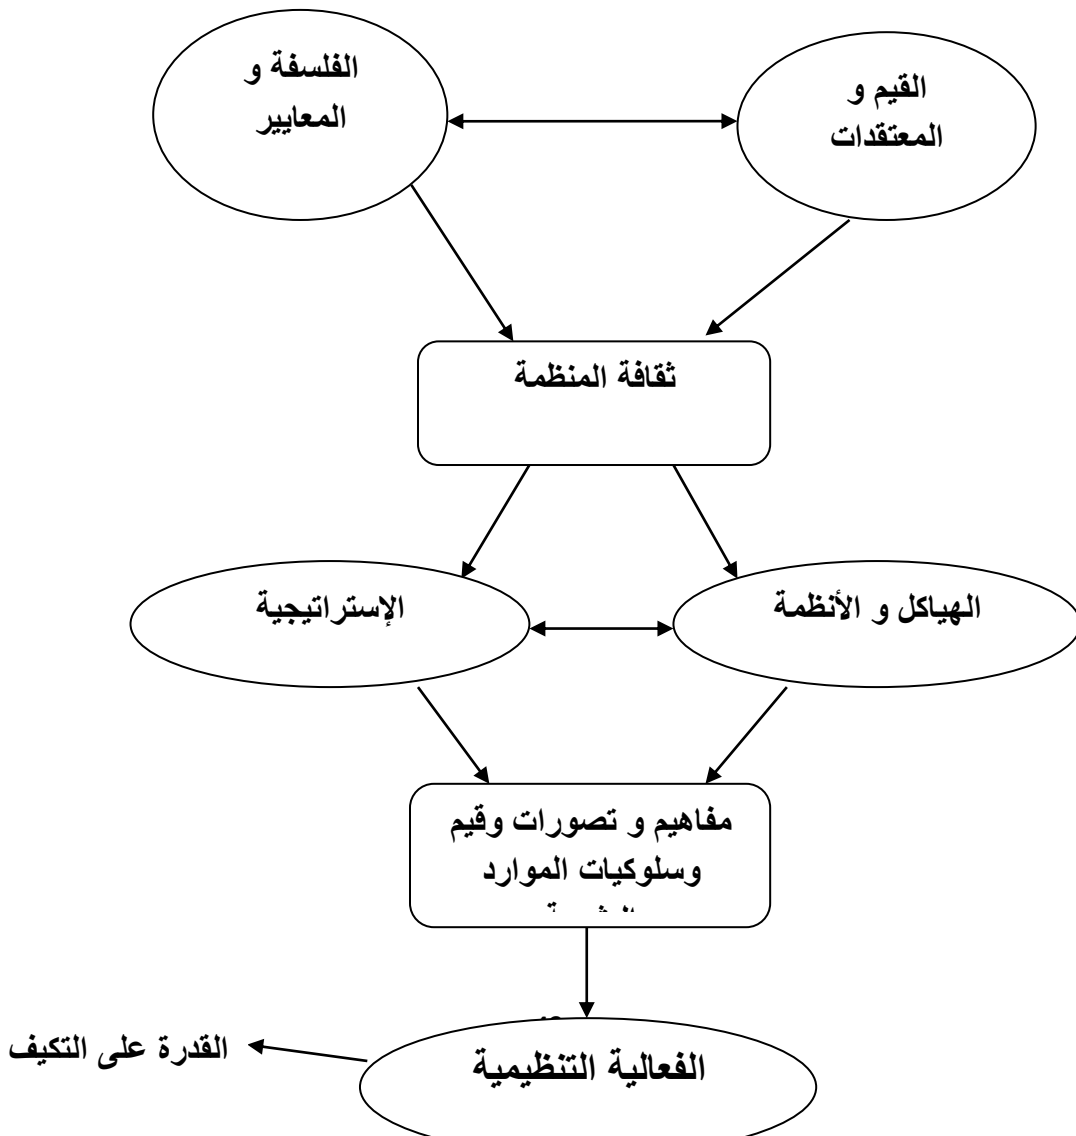 القيم و
المعتقدات
الفلسفة و
المعايير
ثقافة المنظمة
الهياكل و الأنظمة
الإستراتيجية
مفاهيم و تصورات وقيم
وسلوكيات الموارد
الفعالية التنظيمية
القدرة على التكيف